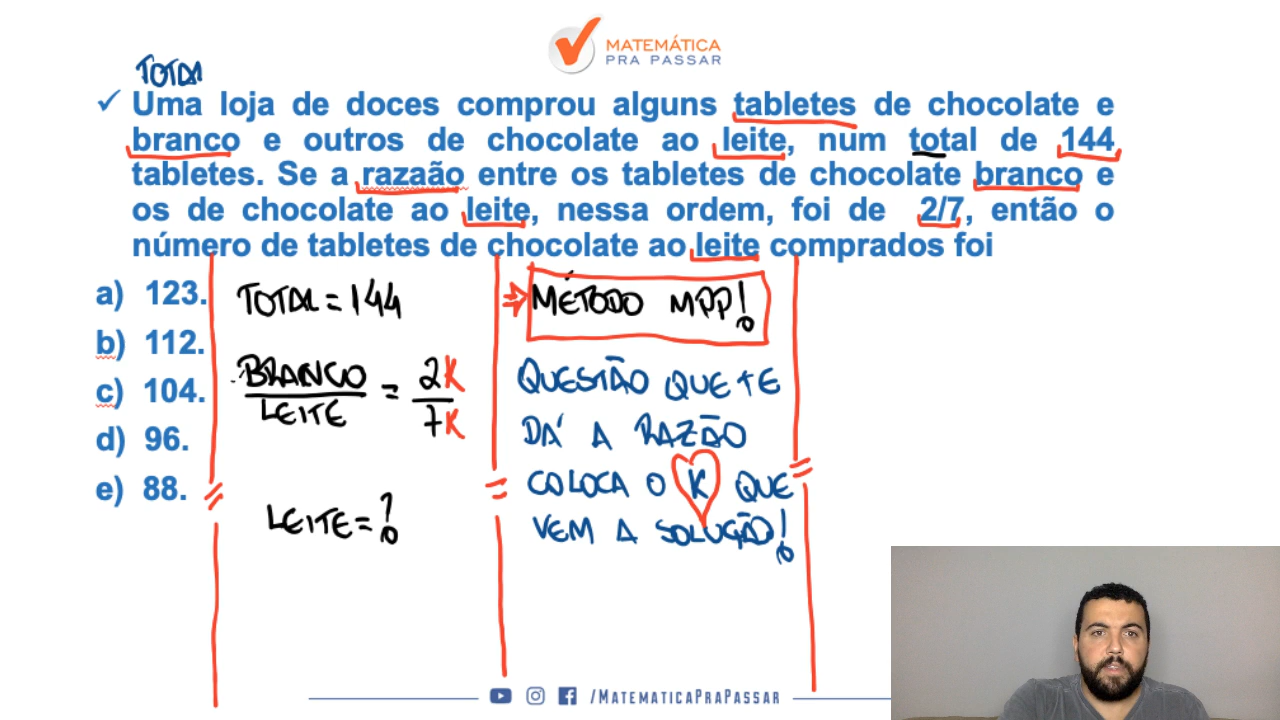 MATEMÁTICA
PRA PASSAR
TOTAL
✓ Uma loja de doces comprou alguns tabletes de chocolate e
branco e outros de chocolate ao leite, num total de 144
tabletes. Se a razaão entre os tabletes de chocolate branco e
os de chocolate ao leite, nessa ordem, foi de 2/7, então o
número de tabletes de chocolate ao leite comprados foi
a) 123.
b) 112.
c) 104.
d) 96.
e) 88.
TOTAL = 144
BRANCO/LEITE = 2K/7K
LEITE = ?
⇒ MÉTODO MPP!
QUESTÃO QUE TE
DÁ A RAZÃO
COLOCA O K QUE
VEM A SOLUÇÃO!
/MATEMATICAPRAPASSAR